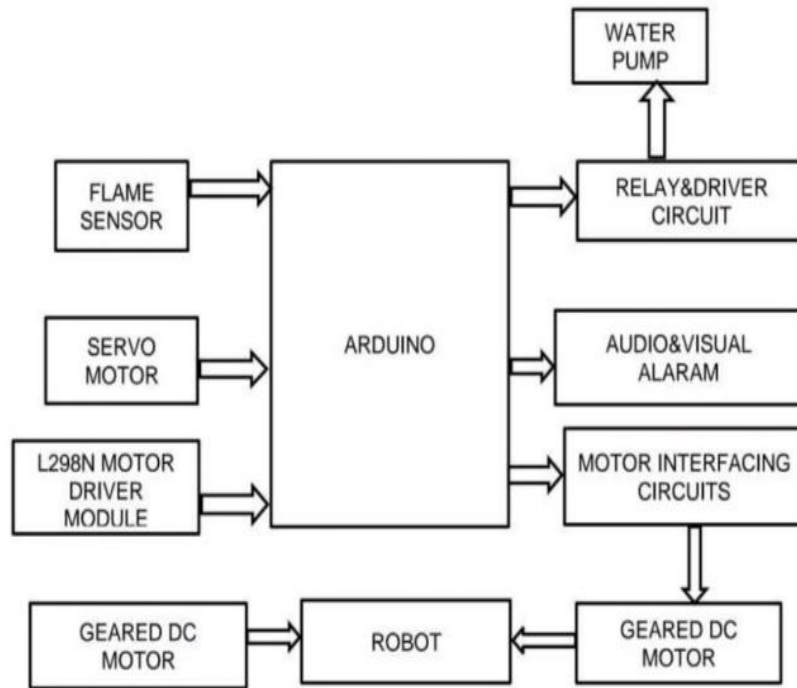 WATER
PUMP
FLAME
SENSOR
RELAY&DRIVER
CIRCUIT
SERVO
MOTOR
ARDUINO
AUDIO&VISUAL
ALARAM
L298N MOTOR
DRIVER
MODULE
MOTOR INTERFACING
CIRCUITS
GEARED DC
MOTOR
ROBOT
GEARED DC
MOTOR